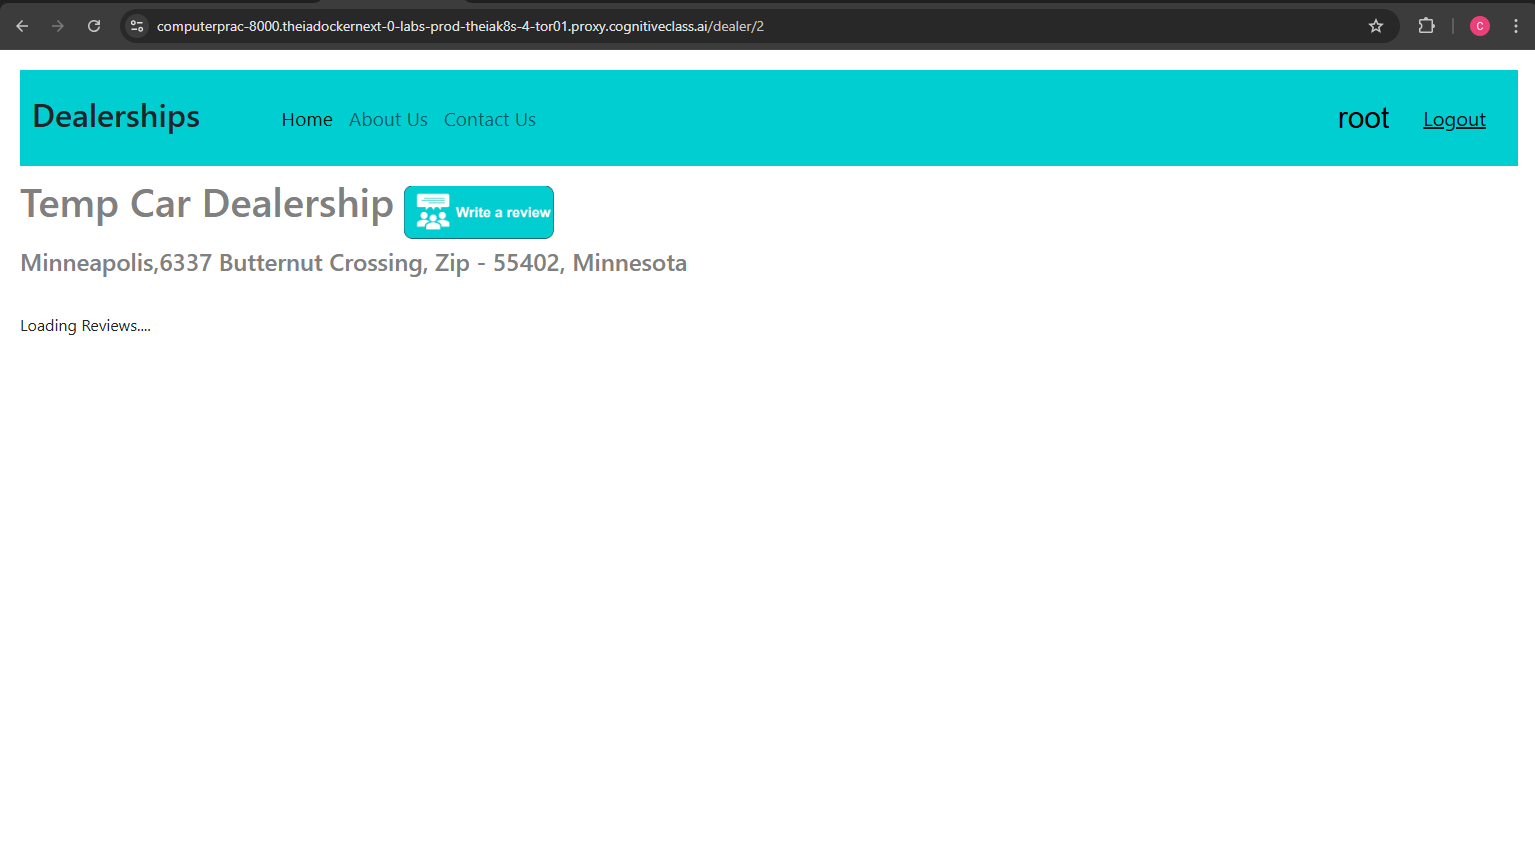 computerprac-8000.theiadockernext-0-labs-prod-theiak8s-4-tor01.proxy.cognitiveclass.ai/dealer/2
C
Dealerships Home About Us Contact Us root Logout
Temp Car Dealership Write a review
Minneapolis,6337 Butternut Crossing, Zip - 55402, Minnesota
Loading Reviews....